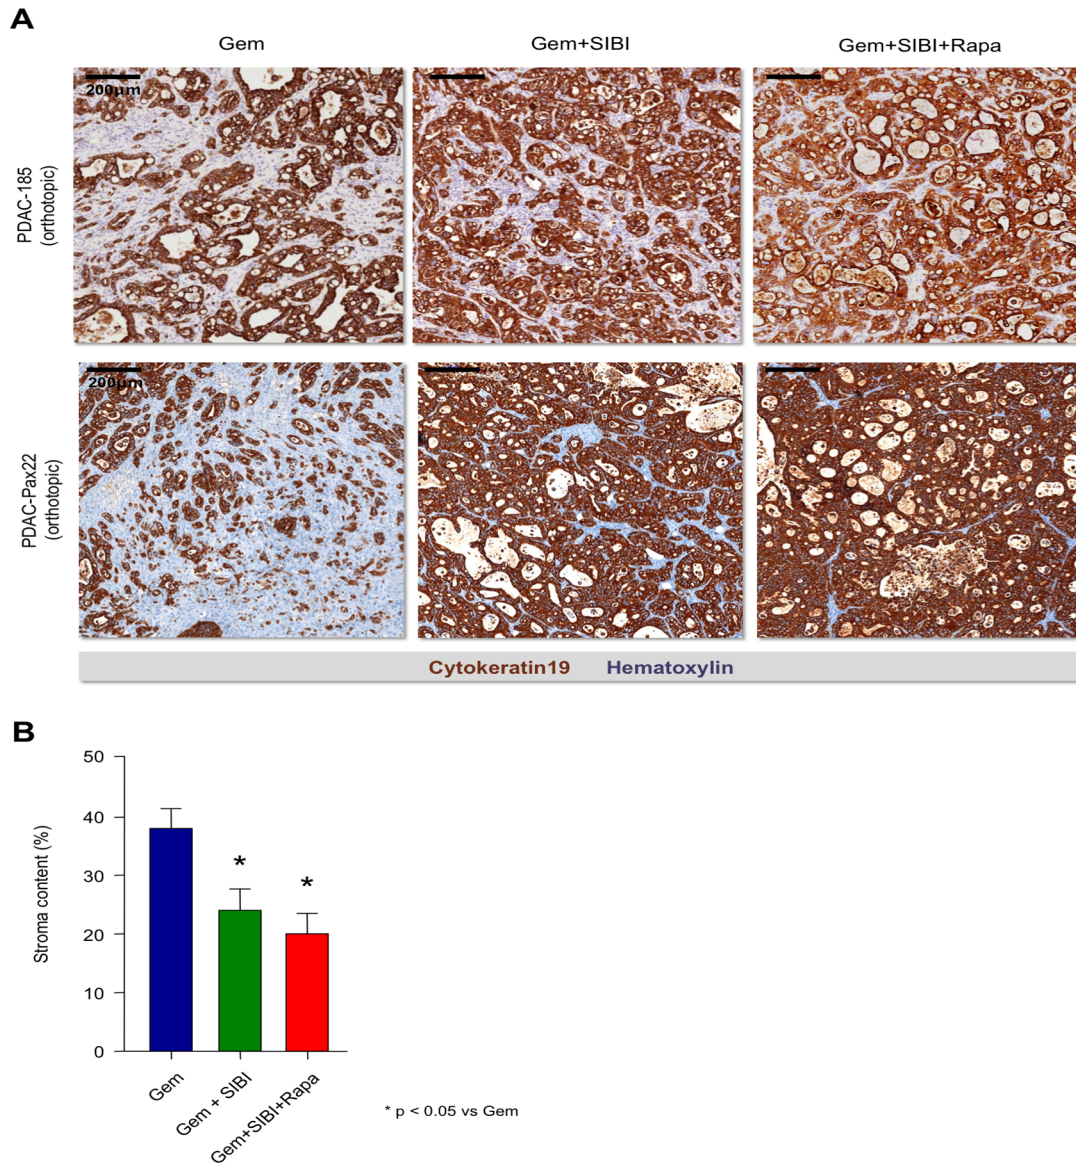 A
Gem
Gem+SIBI
Gem+SIBI+Rapa
PDAC-185
(orthotopic)
200µm
PDAC-Pax22
(orthotopic)
200µm
Cytokeratin19 Hematoxylin
B
Stroma content (%)
50
40
30
20
10
0
*
*
Gem
Gem + SIBI
Gem+SIBI+Rapa
* p < 0.05 vs Gem